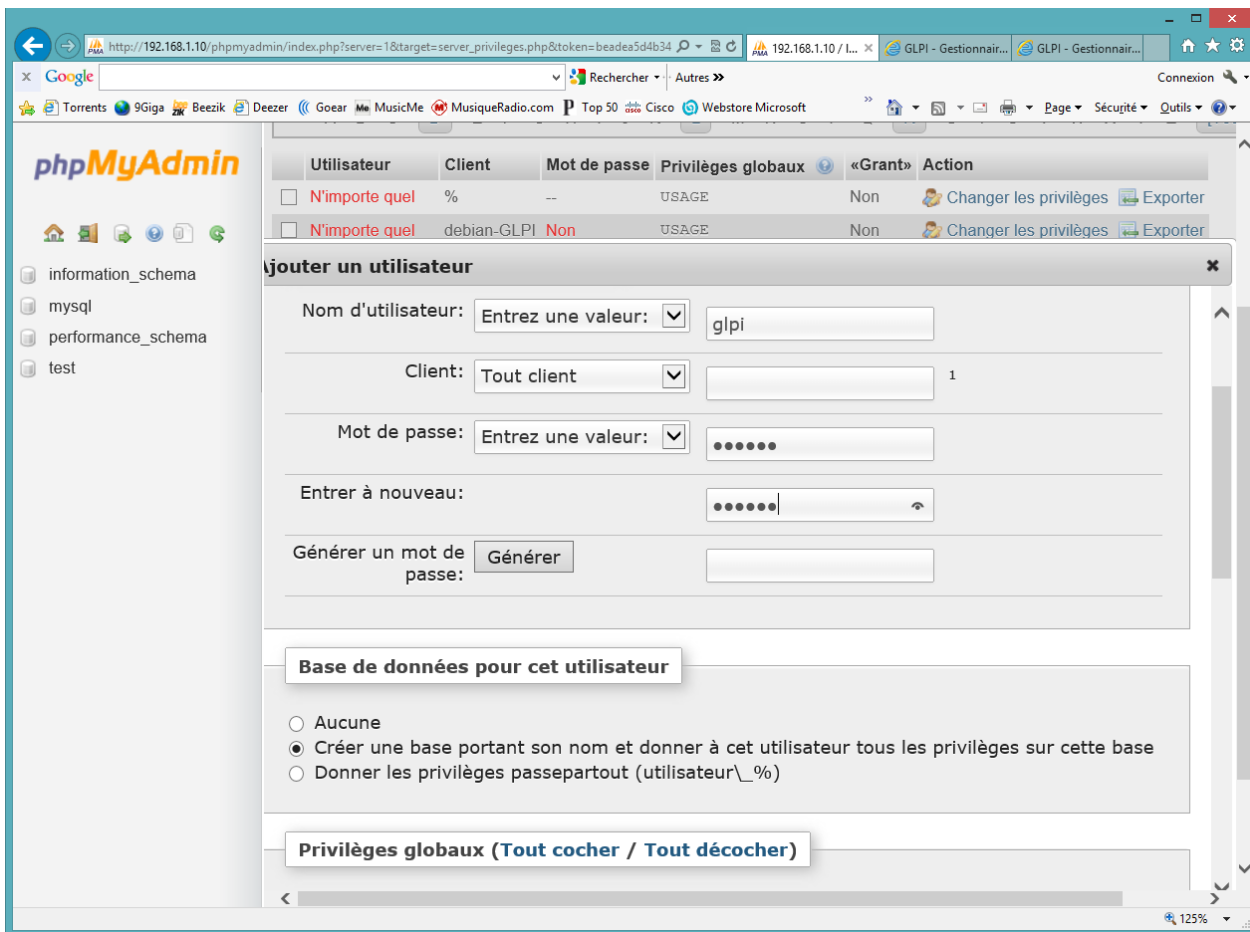 http://192.168.1.10/phpmyadmin/index.php?server=1&target=server_privileges.php&token=beadea5d4b34
192.168.1.10 / l... GLPI - Gestionnair... GLPI - Gestionnair...
x Google Rechercher Autres >> Connexion
Torrents 9Giga Beezik Deezer Goear MusicMe MusiqueRadio.com Top 50 Cisco Webstore Microsoft Page Sécurité Outils
phpMyAdmin
Utilisateur Client Mot de passe Privilèges globaux «Grant» Action
N'importe quel % -- USAGE Non Changer les privilèges Exporter
N'importe quel debian-GLPI Non USAGE Non Changer les privilèges Exporter
information_schema
mysql
performance_schema
test
Ajouter un utilisateur
Nom d'utilisateur: Entrez une valeur: glpi
Client: Tout client 1
Mot de passe: Entrez une valeur: ●●●●●●
Entrer à nouveau: ●●●●●●
Générer un mot de passe: Générer
Base de données pour cet utilisateur
Aucune
Créer une base portant son nom et donner à cet utilisateur tous les privilèges sur cette base
Donner les privilèges passepartout (utilisateur\_%)
Privilèges globaux (Tout cocher / Tout décocher)
125%